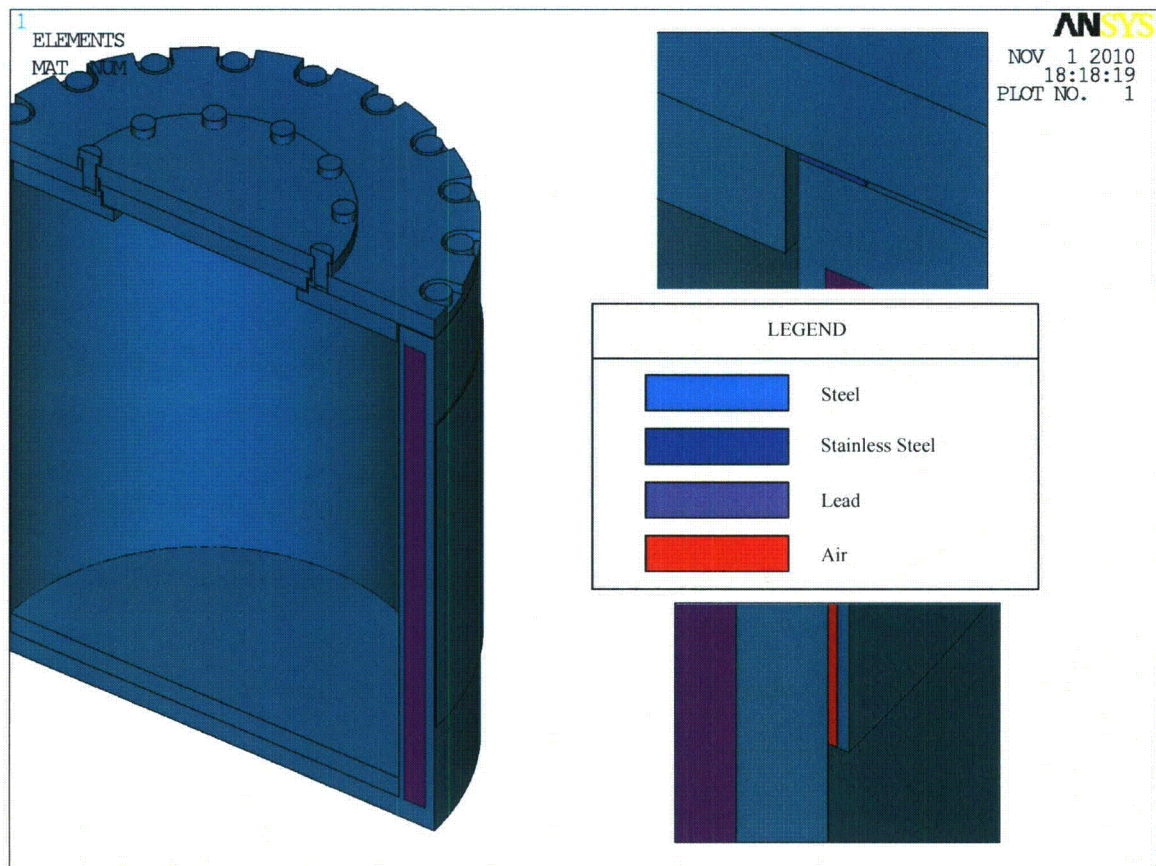 1
ELEMENTS
MAT NUM
ANSYS
NOV 1 2010
18:18:19
PLOT NO. 1
LEGEND
Steel
Stainless Steel
Lead
Air